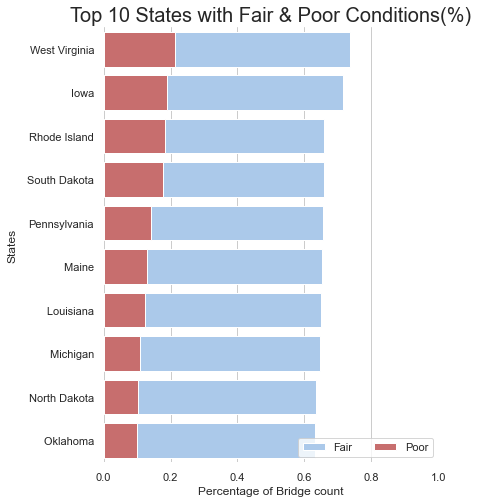 Top 10 States with Fair & Poor Conditions(%)
West Virginia
Iowa
Rhode Island
South Dakota
Pennsylvania
Maine
Louisiana
Michigan
North Dakota
Oklahoma
States
Fair Poor
0.0 0.2 0.4 0.6 0.8 1.0
Percentage of Bridge count